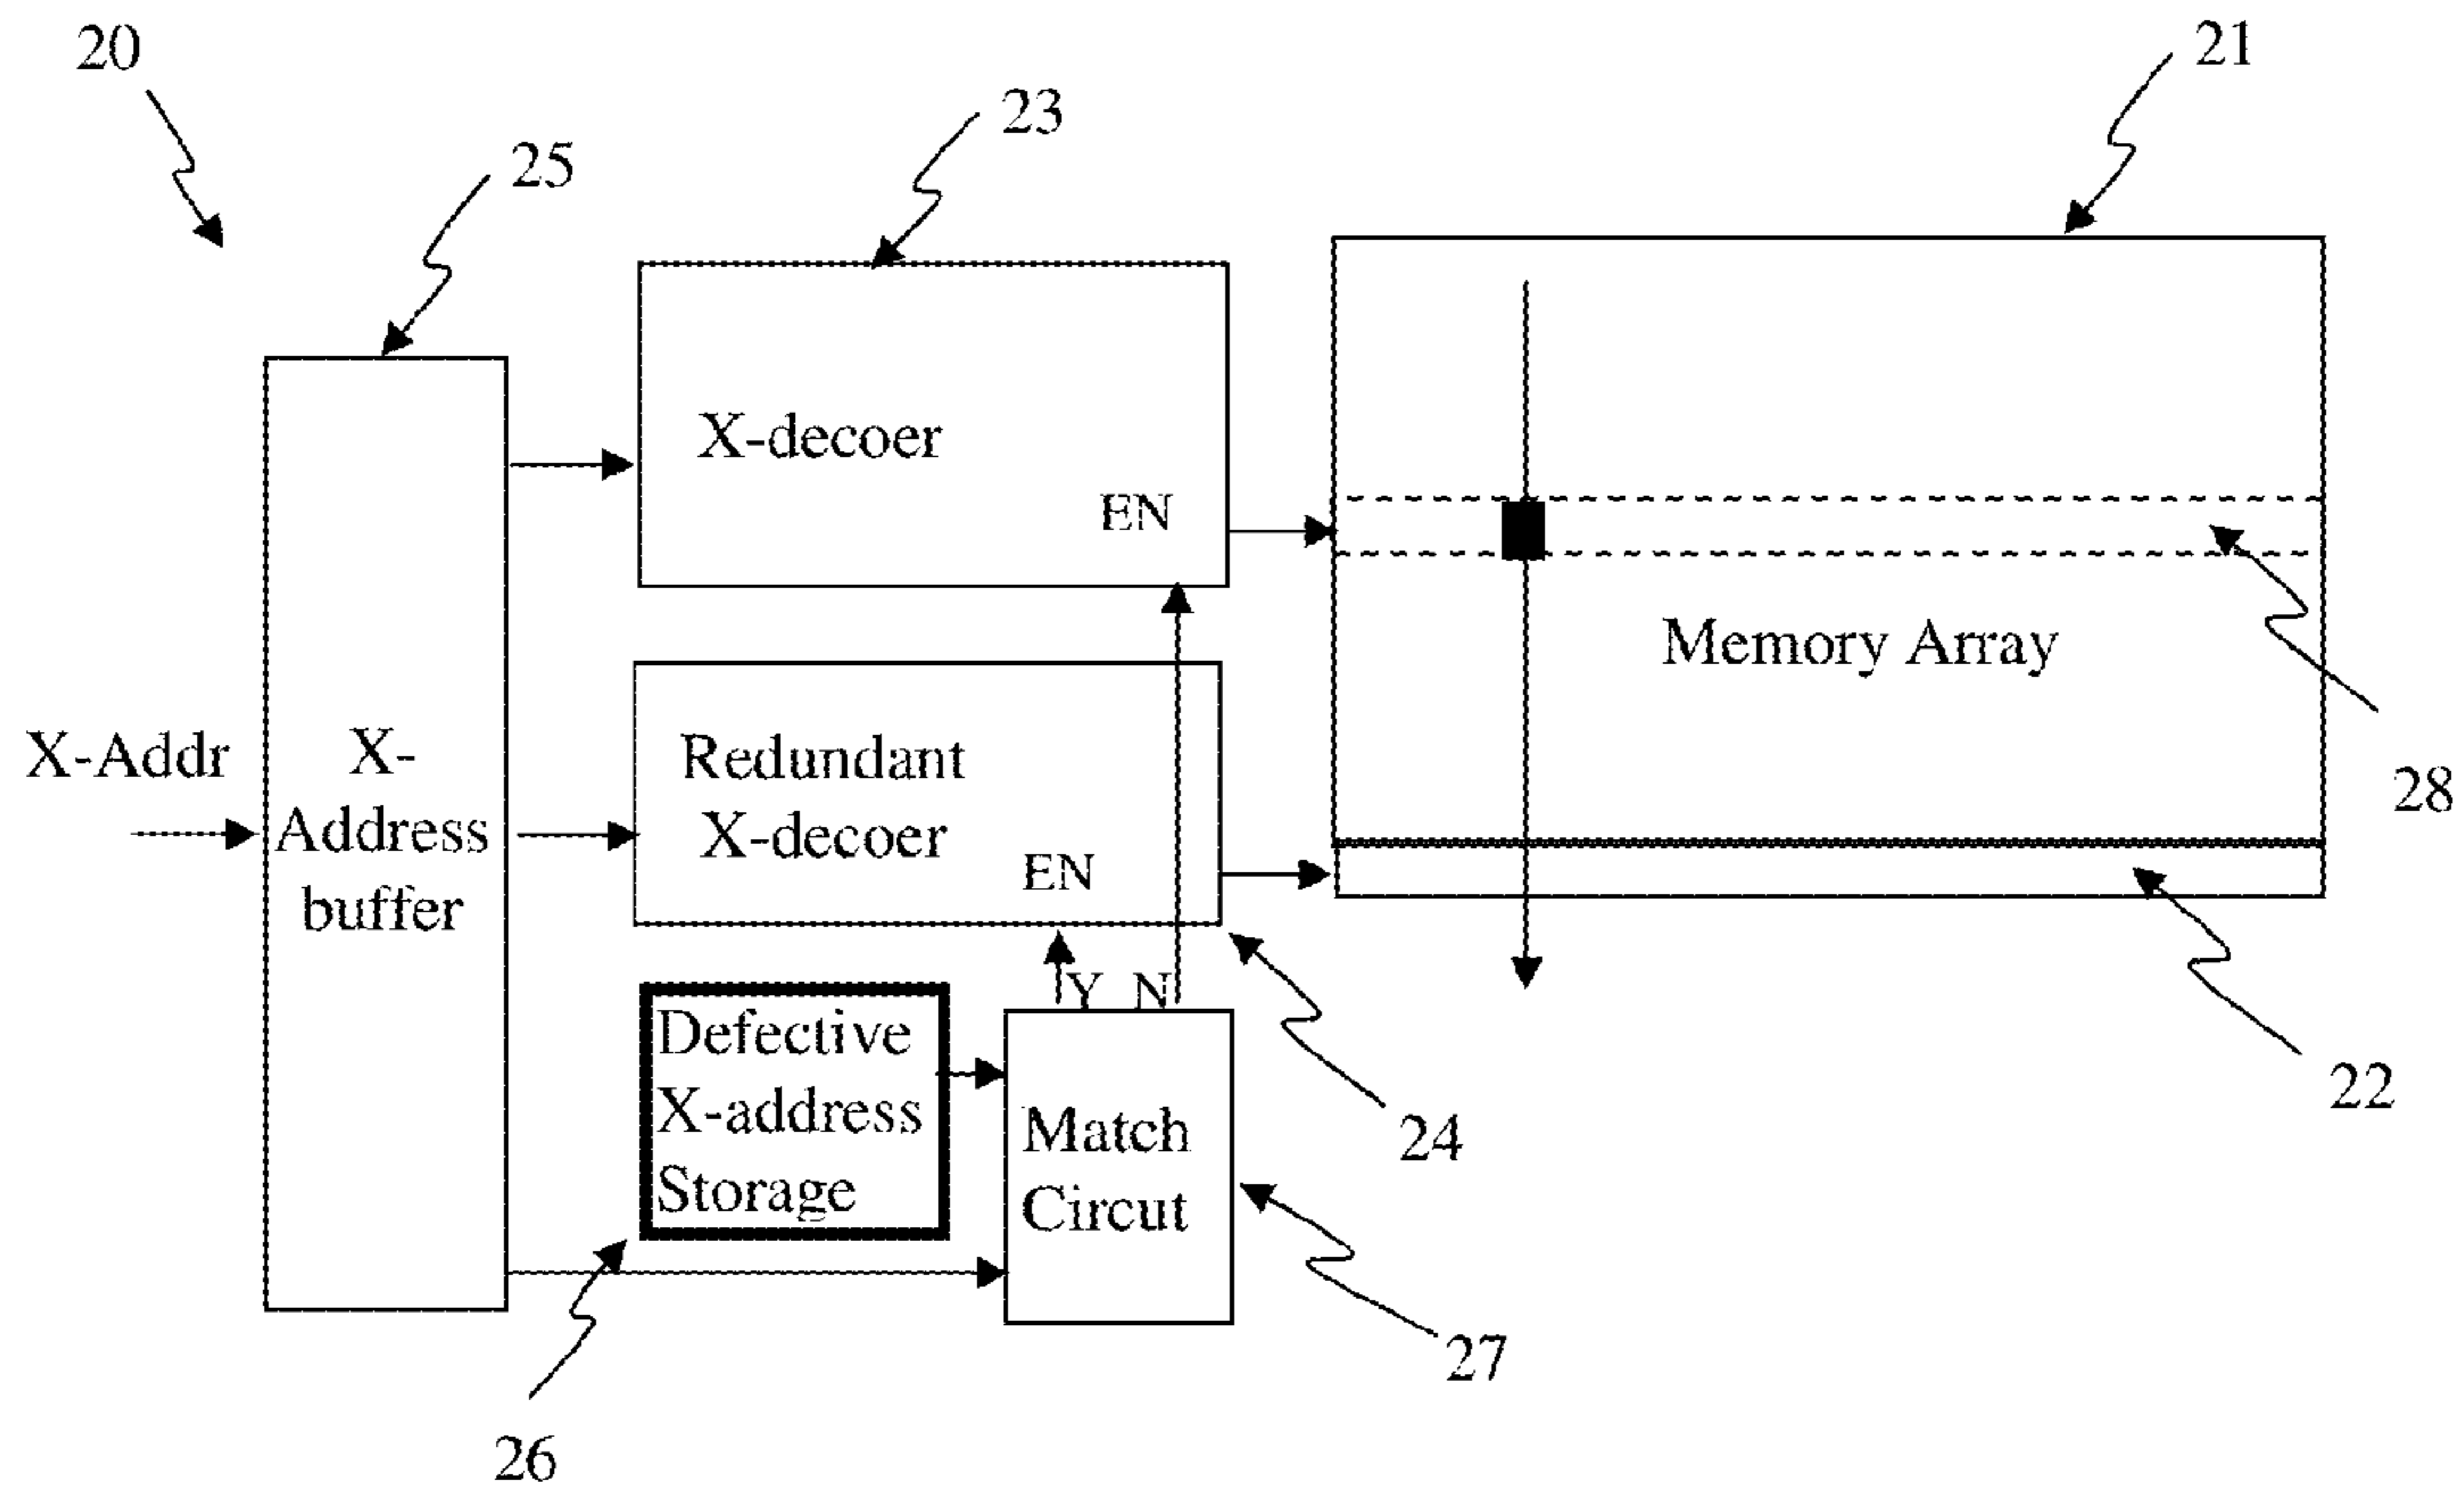 20
21
23
25
X-decoer
EN
Memory Array
X-Addr
X-
Address
buffer
Redundant
X-decoer
EN
28
Y N
Defective
X-address
Storage
Match
Circut
24
22
27
26